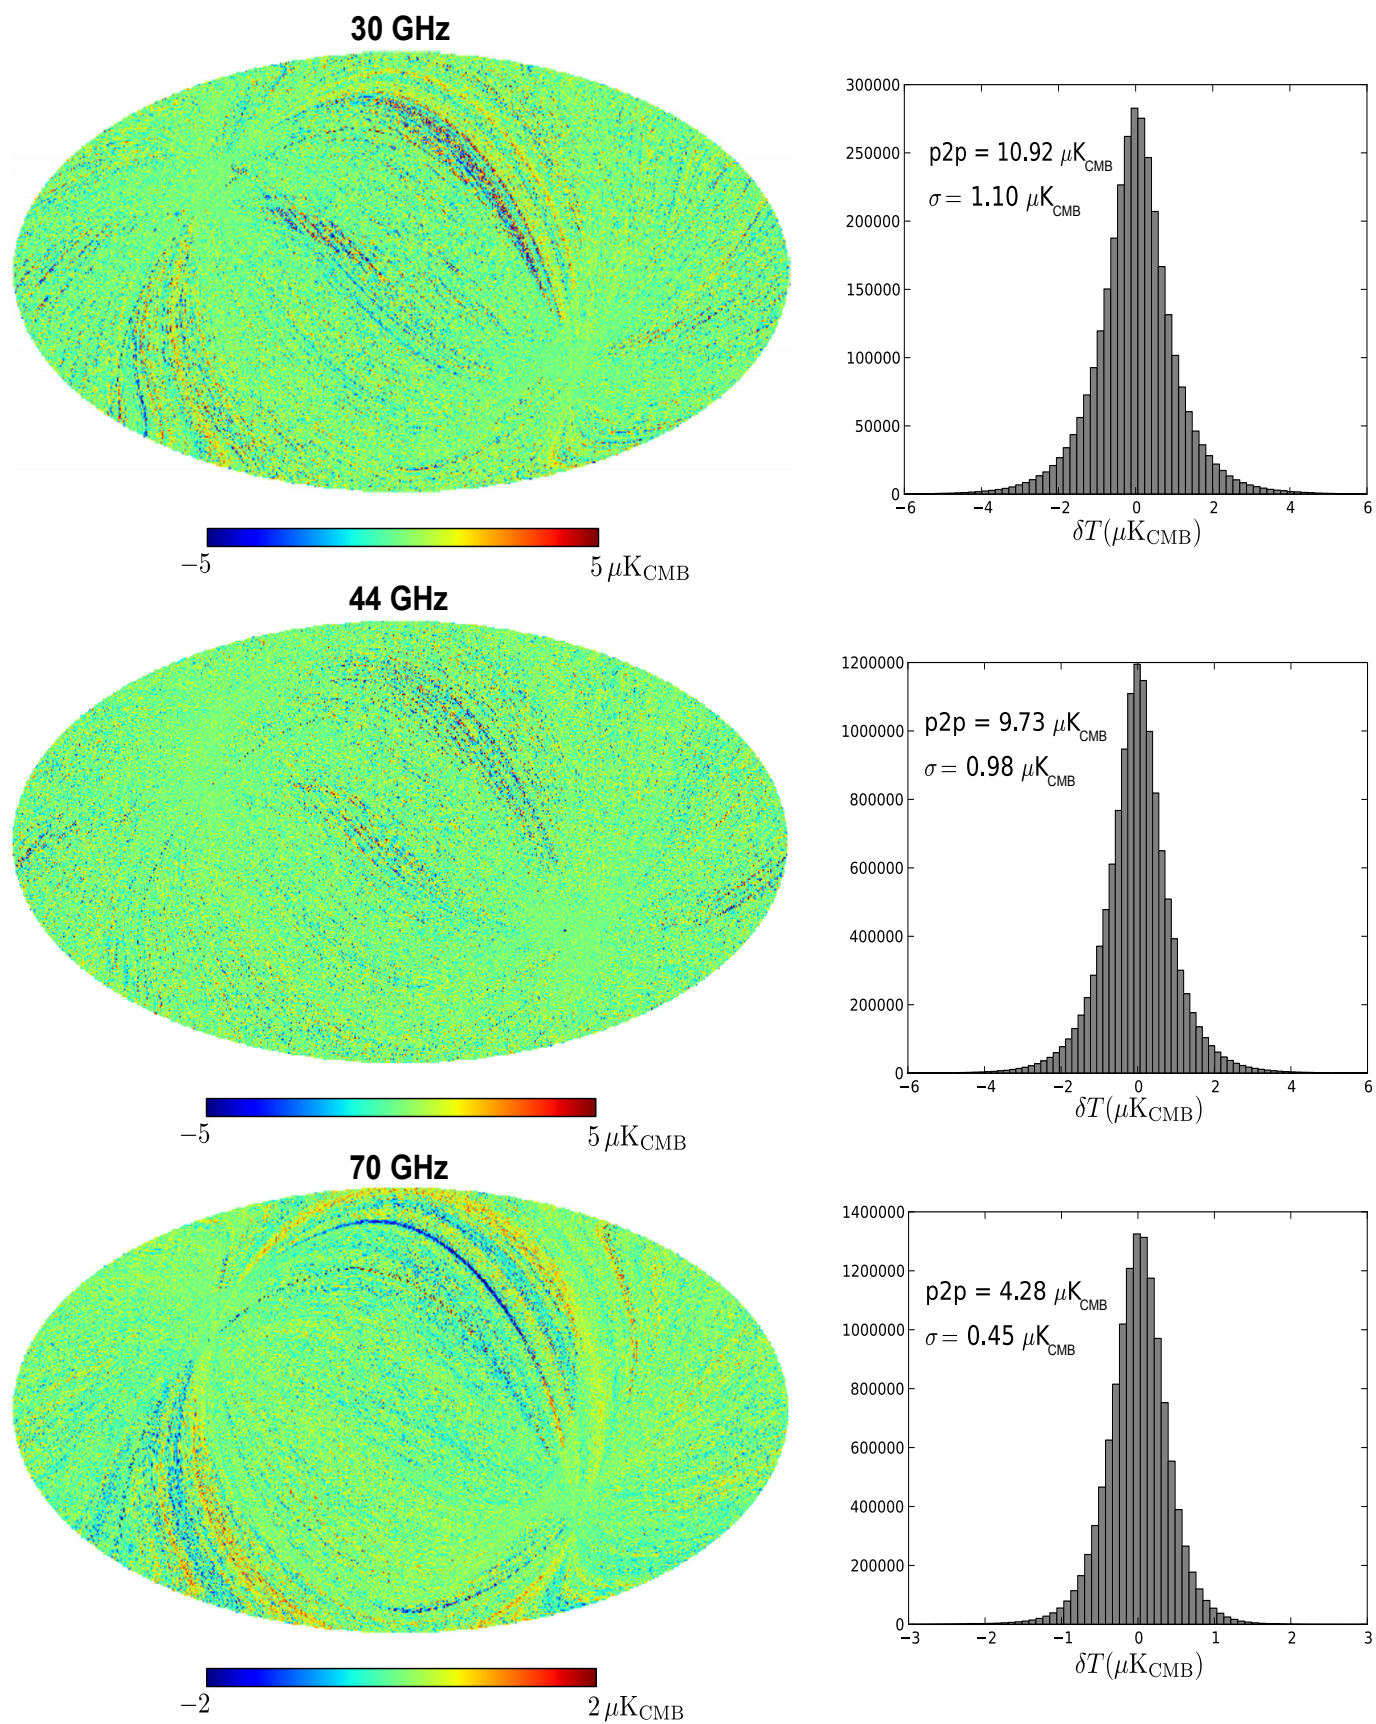 30 GHz
300000
250000
200000
150000
100000
50000
0
p2p = 10.92 μK_CMB
σ = 1.10 μK_CMB
−6 −4 −2 0 2 4 6
δT(μK_CMB)
−5 5 μK_CMB
44 GHz
1200000
1000000
800000
600000
400000
200000
0
p2p = 9.73 μK_CMB
σ = 0.98 μK_CMB
−6 −4 −2 0 2 4 6
δT(μK_CMB)
−5 5 μK_CMB
70 GHz
1400000
1200000
1000000
800000
600000
400000
200000
0
p2p = 4.28 μK_CMB
σ = 0.45 μK_CMB
−3 −2 −1 0 1 2 3
δT(μK_CMB)
−2 2 μK_CMB